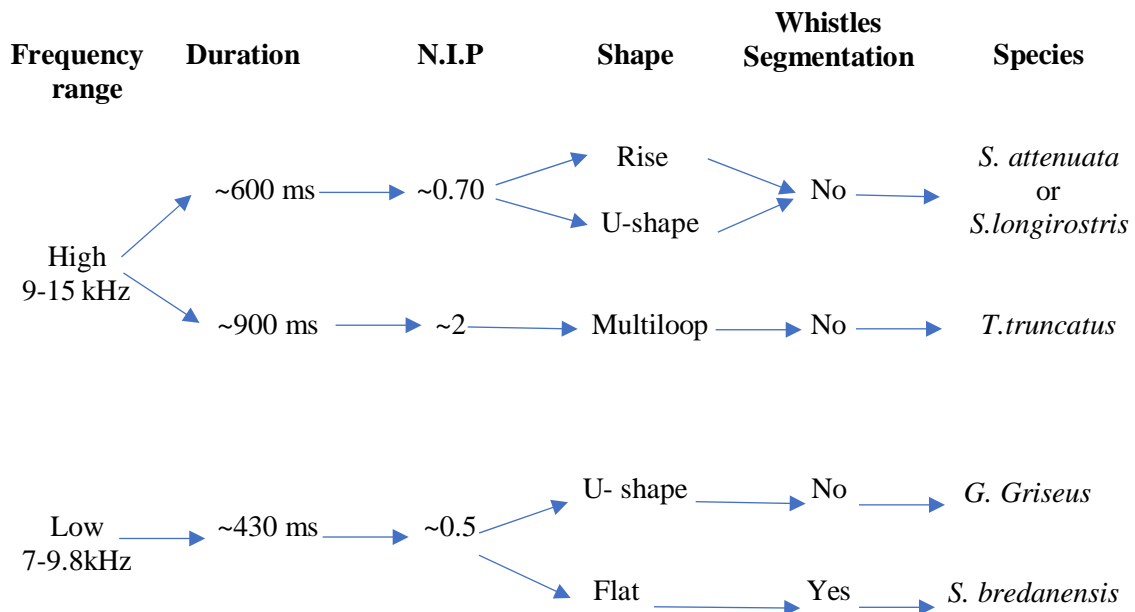 Frequency range
Duration
N.I.P
Shape
Whistles Segmentation
Species
High
9-15 kHz
~600 ms
~0.70
Rise
U-shape
No
S. attenuata
or
S.longirostris
~900 ms
~2
Multiloop
No
T.truncatus
Low
7-9.8kHz
~430 ms
~0.5
U- shape
No
G. Griseus
Flat
Yes
S. bredanensis